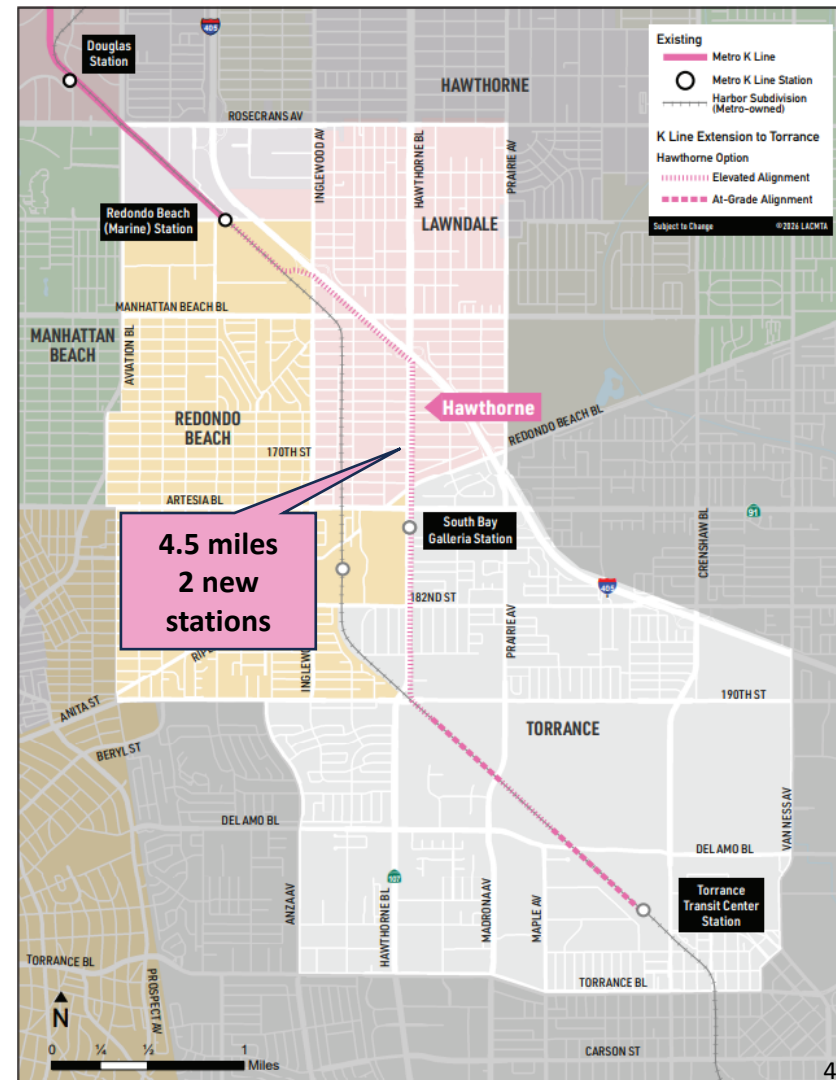 Douglas
Station
405
HAWTHORNE
ROSECRANS AV
INGLEWOOD AV
HAWTHORNE BL
PRAIRIE AV
Existing
Metro K Line
Metro K Line Station
Harbor Subdivision
(Metro-owned)
K Line Extension to Torrance
Hawthorne Option
Elevated Alignment
At-Grade Alignment
Subject to Change
©2026 LACMTA
Redondo Beach
(Marine) Station
LAWNDALE
MANHATTAN BEACH BL
MANHATTAN
BEACH
AVIATION BL
Hawthorne
REDONDO
BEACH
REDONDO BEACH BL
170TH ST
ARTESIA BL
4.5 miles
2 new
stations
South Bay
Galleria Station
91
CRENSHAW BL
405
182ND ST
PRAIRIE AV
190TH ST
ANITA ST
TORRANCE
BERYL ST
DEL AMO BL
VAN NESS AV
DEL AMO BL
ANZA AV
107
HAWTHORNE BL
MADRONA AV
MAPLE AV
Torrance
Transit Center
Station
TORRANCE BL
PROSPECT AV
TORRANCE BL
N
0 ¼ ½ 1
Miles
CARSON ST
4